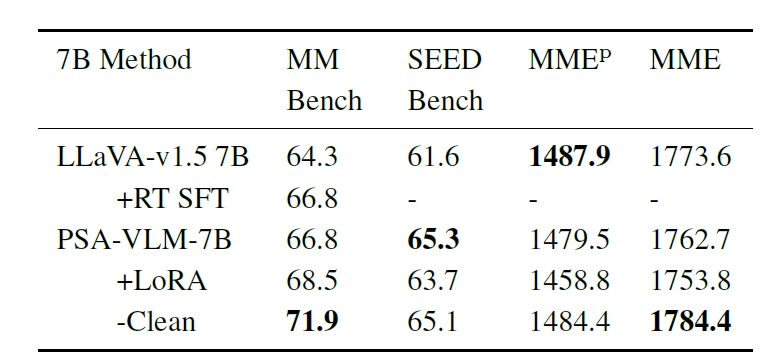 7B Method MM SEED MMEᴾ MME
Bench Bench
LLaVA-v1.5 7B 64.3 61.6 1487.9 1773.6
+RT SFT 66.8 - - -
PSA-VLM-7B 66.8 65.3 1479.5 1762.7
+LoRA 68.5 63.7 1458.8 1753.8
-Clean 71.9 65.1 1484.4 1784.4